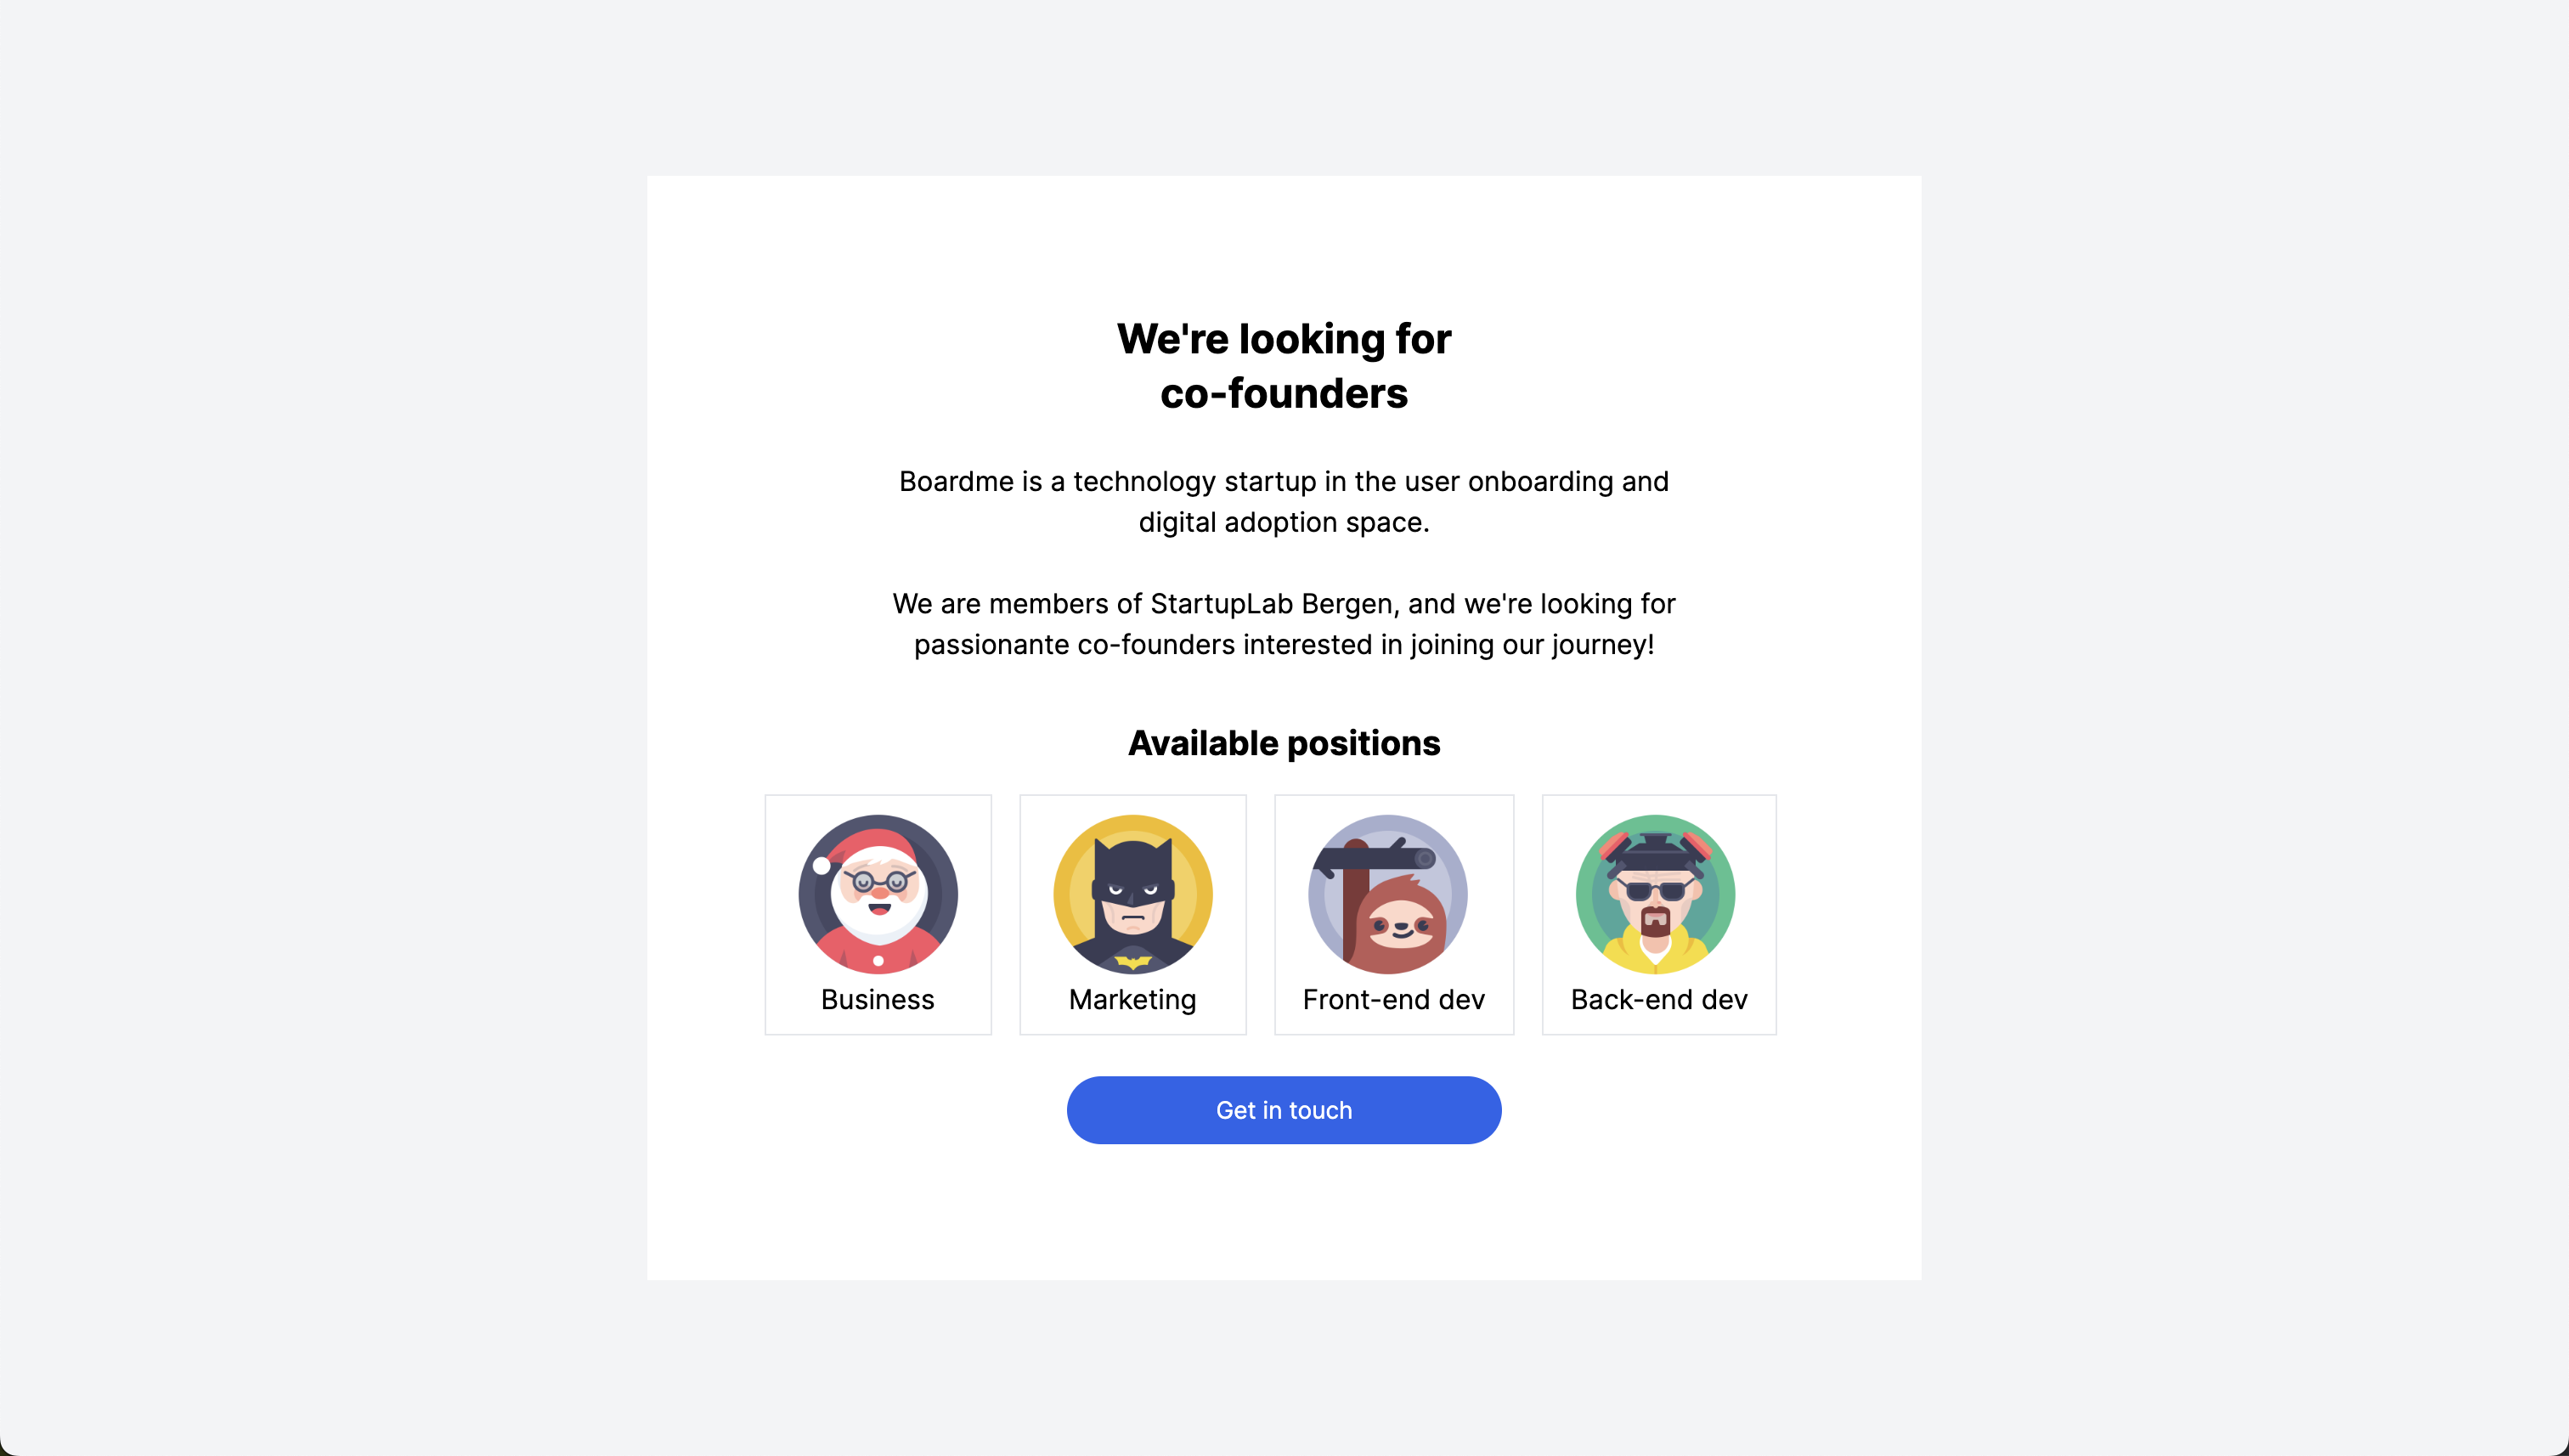 We're looking for
co-founders
Boardme is a technology startup in the user onboarding and
digital adoption space.
We are members of StartupLab Bergen, and we're looking for
passionante co-founders interested in joining our journey!
Available positions
Business
Marketing
Front-end dev
Back-end dev
Get in touch